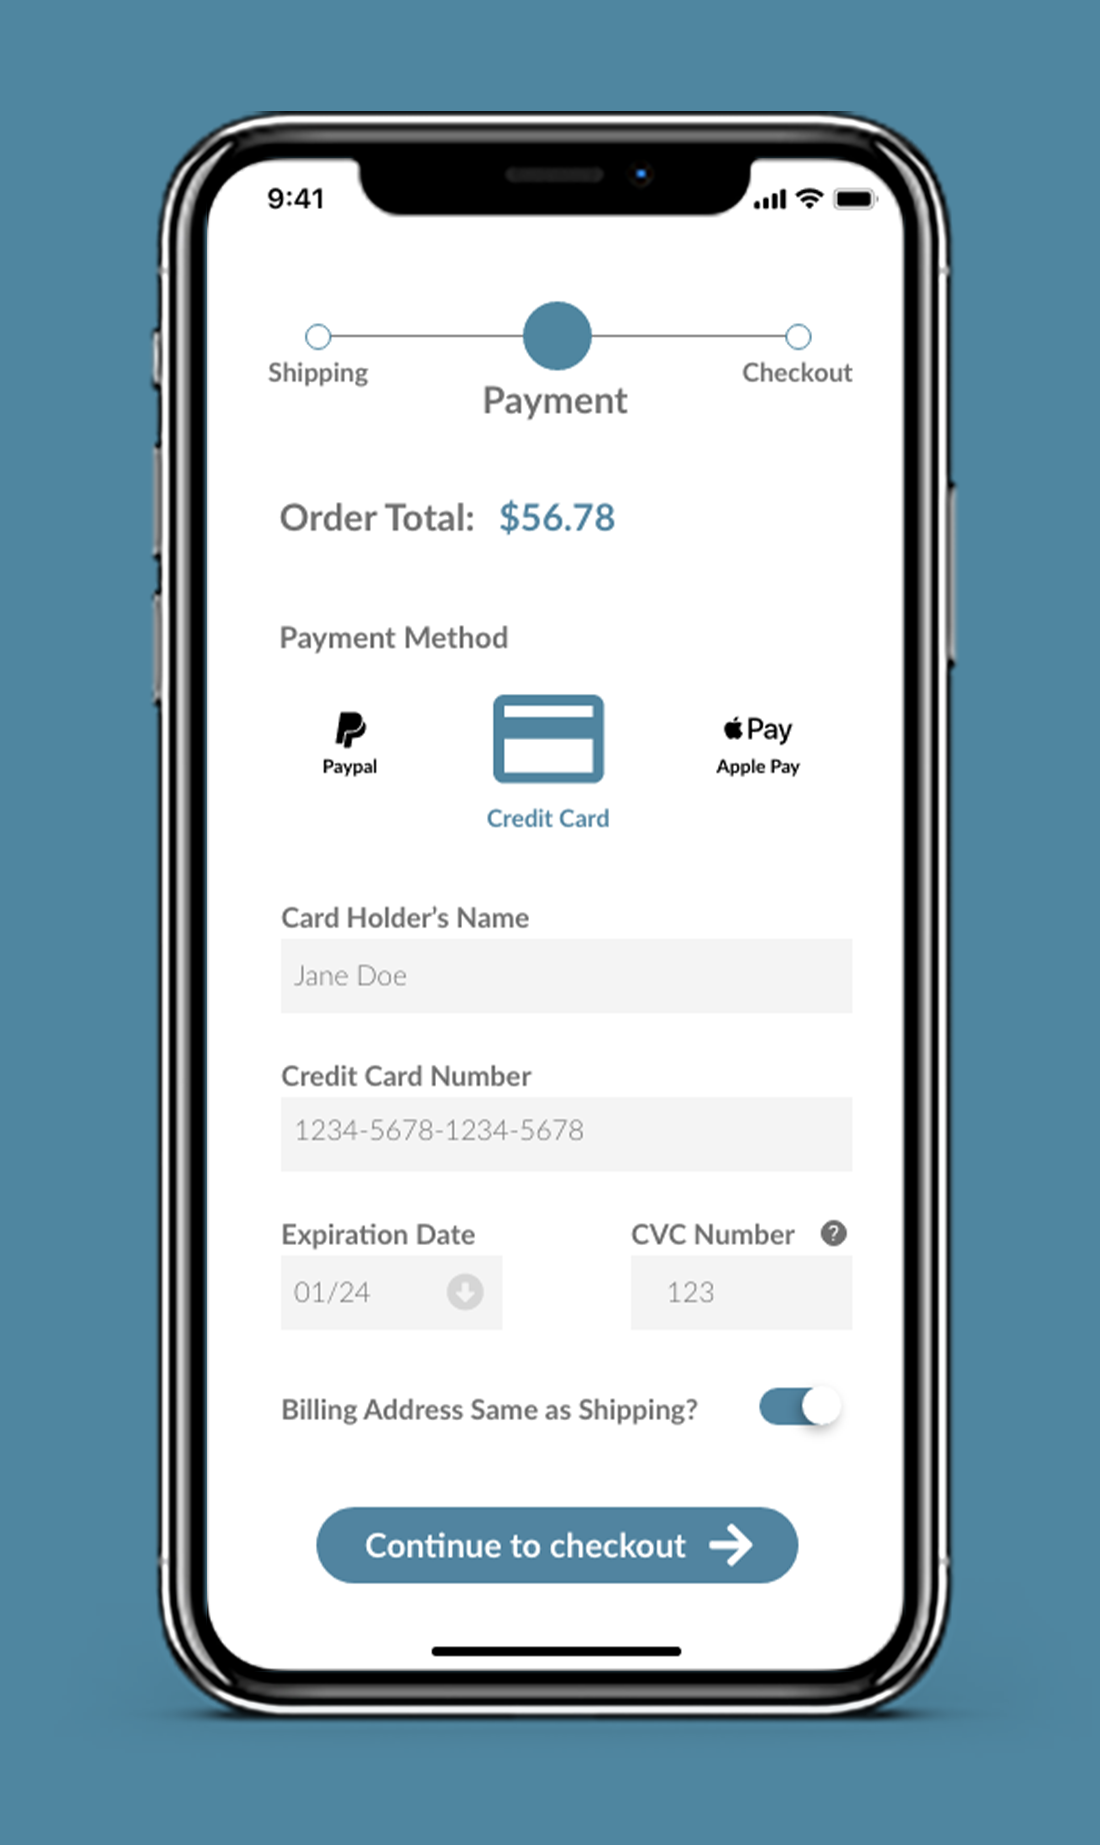 9:41
Shipping
Payment
Checkout
Order Total: $56.78
Payment Method
Pay
Paypal
Credit Card
Apple Pay
Card Holder’s Name
Jane Doe
Credit Card Number
1234-5678-1234-5678
Expiration Date
CVC Number ?
01/24
123
Billing Address Same as Shipping?
Continue to checkout